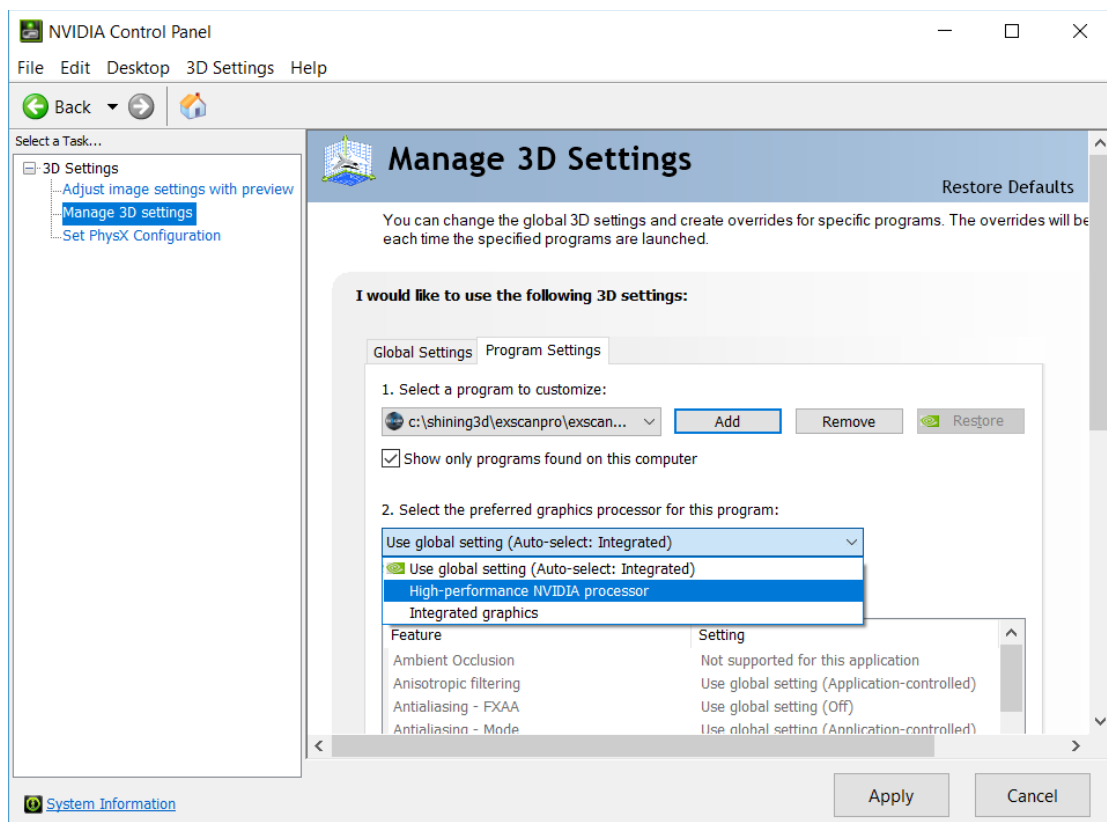 NVIDIA Control Panel
File Edit Desktop 3D Settings Help
Back
Select a Task...
3D Settings
Adjust image settings with preview
Manage 3D settings
Set PhysX Configuration
System Information
Manage 3D Settings
Restore Defaults
You can change the global 3D settings and create overrides for specific programs. The overrides will be
each time the specified programs are launched.
I would like to use the following 3D settings:
Global Settings Program Settings
1. Select a program to customize:
c:\shining3d\exscanpro\exscan... Add Remove Restore
Show only programs found on this computer
2. Select the preferred graphics processor for this program:
Use global setting (Auto-select: Integrated)
Use global setting (Auto-select: Integrated)
High-performance NVIDIA processor
Integrated graphics
Feature Setting
Ambient Occlusion Not supported for this application
Anisotropic filtering Use global setting (Application-controlled)
Antialiasing - FXAA Use global setting (Off)
Antialiasing - Mode Use global setting (Application-controlled)
Apply Cancel